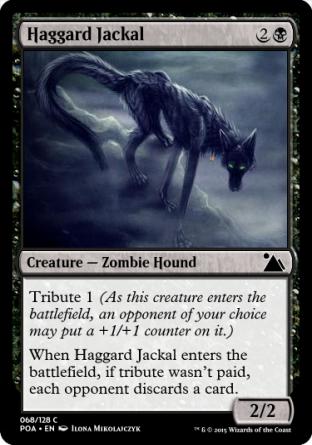 Haggard Jackal 2
Creature — Zombie Hound
Tribute 1 (As this creature enters the
battlefield, an opponent of your choice
may put a +1/+1 counter on it.)
When Haggard Jackal enters the
battlefield, if tribute wasn't paid,
each opponent discards a card.
2/2
068/128 C
POA • EN Ilona Mikolajczyk
™ & © 2015 Wizards of the Coast